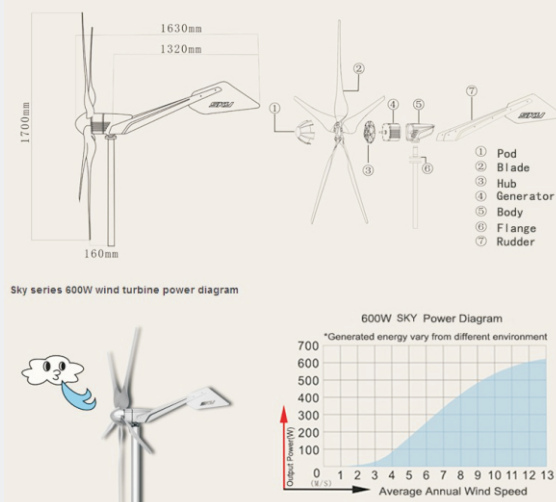 1630mm
1320mm
1700mm
160mm
①
②
③
④
⑤
⑥
⑦
① Pod
② Blade
③ Hub
④ Generator
⑤ Body
⑥ Flange
⑦ Rudder
Sky series 600W wind turbine power diagram
600W SKY Power Diagram
*Generated energy vary from different environment
Output Power(W)
700
600
500
400
300
200
100
0 1 2 3 4 5 6 7 8 9 10 11 12 13
(M/S)
Average Annual Wind Speed